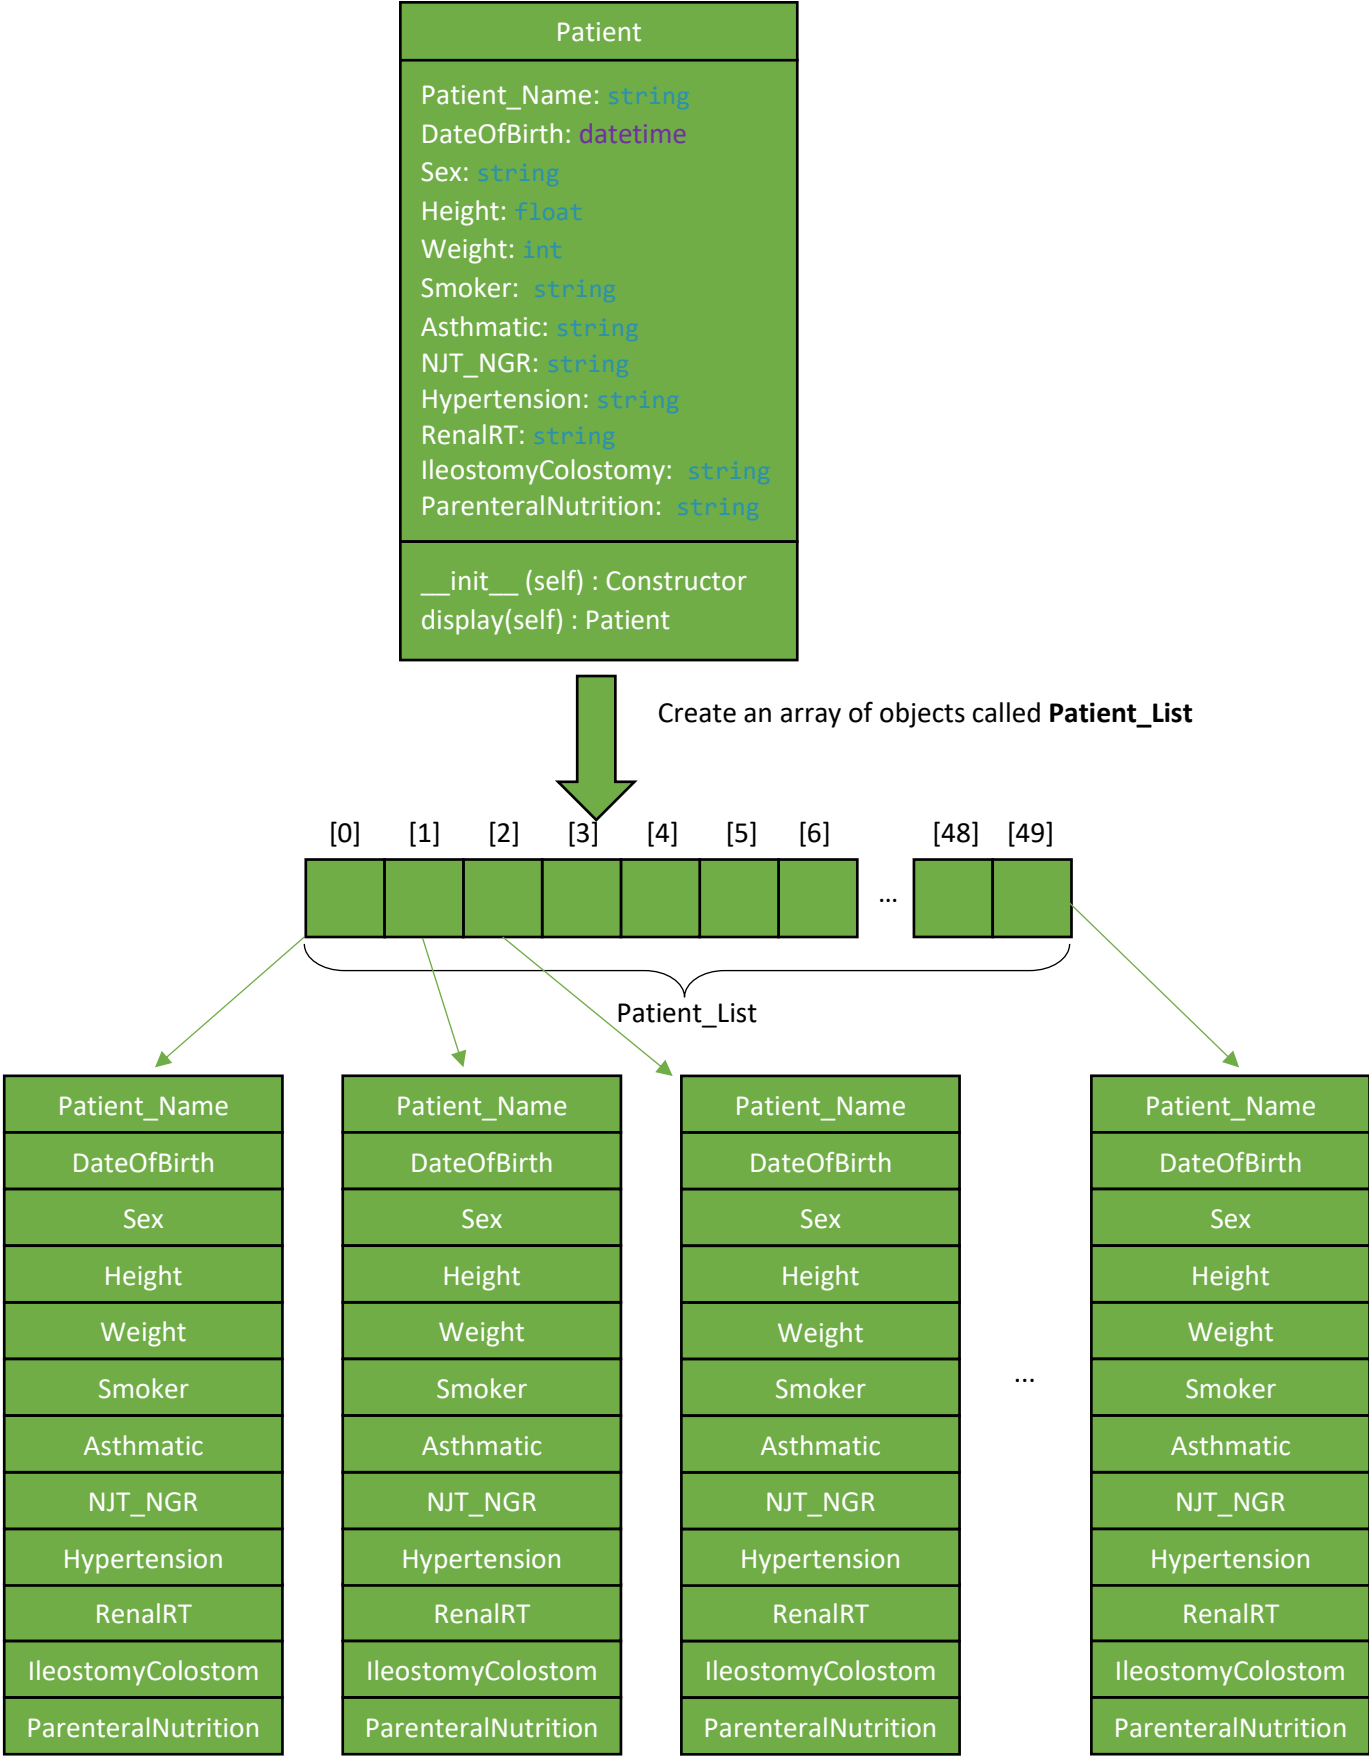 Patient
Patient_Name: string
DateOfBirth: datetime
Sex: string
Height: float
Weight: int
Smoker: string
Asthmatic: string
NJT_NGR: string
Hypertension: string
RenalRT: string
IleostomyColostomy: string
ParenteralNutrition: string
__init__ (self) : Constructor
display(self) : Patient
Create an array of objects called Patient_List
[0] [1] [2] [3] [4] [5] [6] [48] [49]
...
Patient_List
Patient_Name Patient_Name Patient_Name Patient_Name
DateOfBirth DateOfBirth DateOfBirth DateOfBirth
Sex Sex Sex Sex
Height Height Height Height
Weight Weight Weight Weight
Smoker Smoker Smoker ... Smoker
Asthmatic Asthmatic Asthmatic Asthmatic
NJT_NGR NJT_NGR NJT_NGR NJT_NGR
Hypertension Hypertension Hypertension Hypertension
RenalRT RenalRT RenalRT RenalRT
IleostomyColostom IleostomyColostom IleostomyColostom IleostomyColostom
ParenteralNutrition ParenteralNutrition ParenteralNutrition ParenteralNutrition